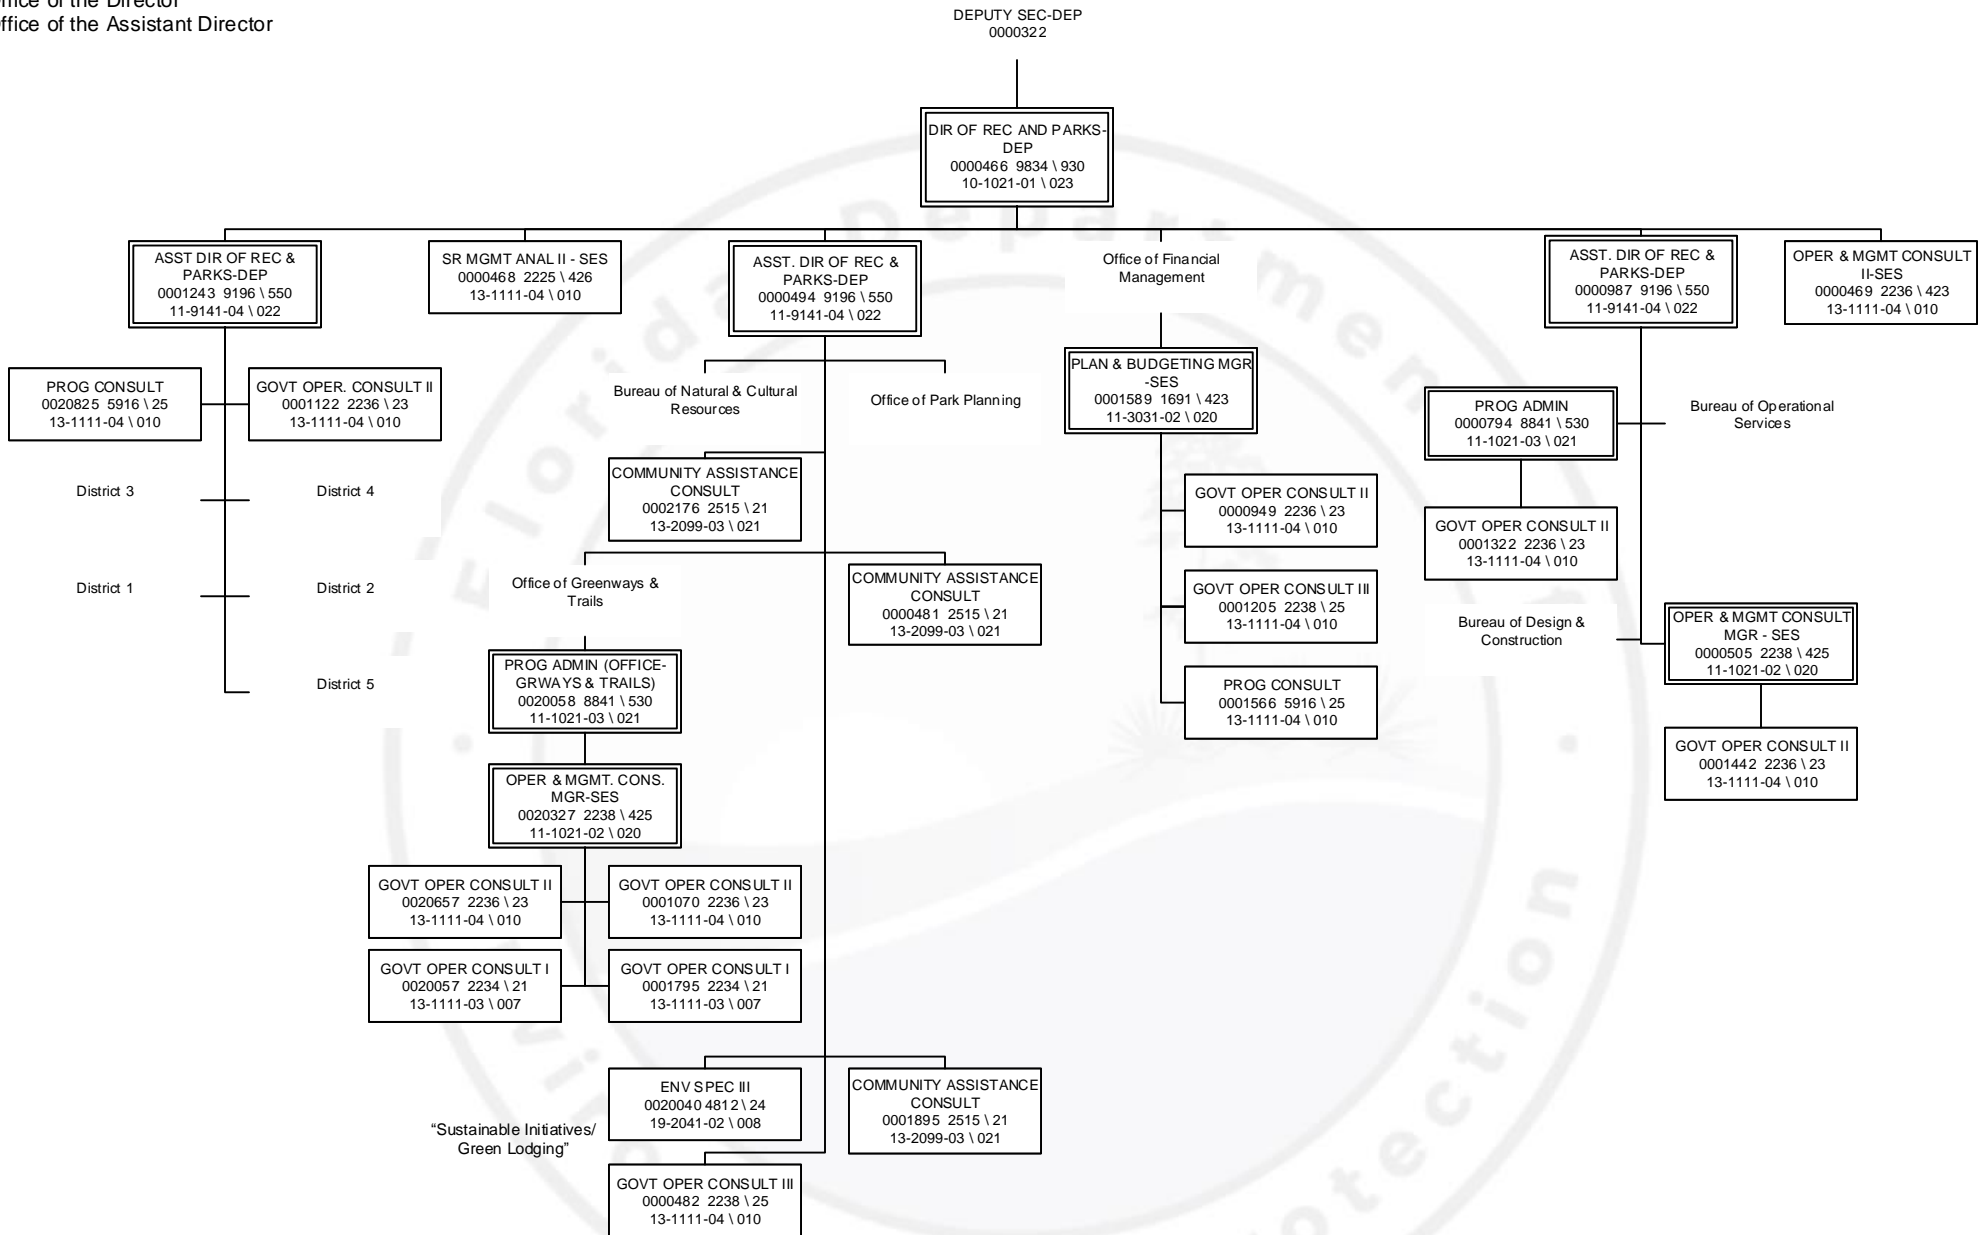 Office of the Assistant Director
DEPUTY SEC-DEP
0000322
DIR OF REC AND PARKS-
DEP
0000466 9834 \ 930
10-1021-01 \ 023
ASST DIR OF REC &
PARKS-DEP
0001243 9196 \ 550
11-9141-04 \ 022
SR MGMT ANAL II - SES
0000468 2225 \ 426
13-1111-04 \ 010
ASST. DIR OF REC &
PARKS-DEP
0000494 9196 \ 550
11-9141-04 \ 022
Office of Financial
Management
ASST. DIR OF REC &
PARKS-DEP
0000987 9196 \ 550
11-9141-04 \ 022
OPER & MGMT CONSULT
II-SES
0000469 2236 \ 423
13-1111-04 \ 010
PROG CONSULT
0020825 5916 \ 25
13-1111-04 \ 010
GOVT OPER. CONSULT II
0001122 2236 \ 23
13-1111-04 \ 010
District 3
District 4
District 1
District 2
District 5
Bureau of Natural & Cultural
Resources
Office of Park Planning
COMMUNITY ASSISTANCE
CONSULT
0002176 2515 \ 21
13-2099-03 \ 021
Office of Greenways &
Trails
COMMUNITY ASSISTANCE
CONSULT
0000481 2515 \ 21
13-2099-03 \ 021
PROG ADMIN (OFFICE-
GRWAYS & TRAILS)
0020058 8841 \ 530
11-1021-03 \ 021
OPER & MGMT. CONS.
MGR-SES
0020327 2238 \ 425
11-1021-02 \ 020
GOVT OPER CONSULT II
0020657 2236 \ 23
13-1111-04 \ 010
GOVT OPER CONSULT II
0001070 2236 \ 23
13-1111-04 \ 010
GOVT OPER CONSULT I
0020057 2234 \ 21
13-1111-03 \ 007
GOVT OPER CONSULT I
0001795 2234 \ 21
13-1111-03 \ 007
ENV SPEC III
0020040 4812 \ 24
19-2041-02 \ 008
COMMUNITY ASSISTANCE
CONSULT
0001895 2515 \ 21
13-2099-03 \ 021
“Sustainable Initiatives/
Green Lodging”
GOVT OPER CONSULT III
0000482 2238 \ 25
13-1111-04 \ 010
PLAN & BUDGETING MGR
-SES
0001589 1691 \ 423
11-3031-02 \ 020
GOVT OPER CONSULT II
0000949 2236 \ 23
13-1111-04 \ 010
GOVT OPER CONSULT III
0001205 2238 \ 25
13-1111-04 \ 010
PROG CONSULT
0001566 5916 \ 25
13-1111-04 \ 010
PROG ADMIN
0000794 8841 \ 530
11-1021-03 \ 021
Bureau of Operational
Services
GOVT OPER CONSULT II
0001322 2236 \ 23
13-1111-04 \ 010
Bureau of Design &
Construction
OPER & MGMT CONSULT
MGR - SES
0000505 2238 \ 425
11-1021-02 \ 020
GOVT OPER CONSULT II
0001442 2236 \ 23
13-1111-04 \ 010